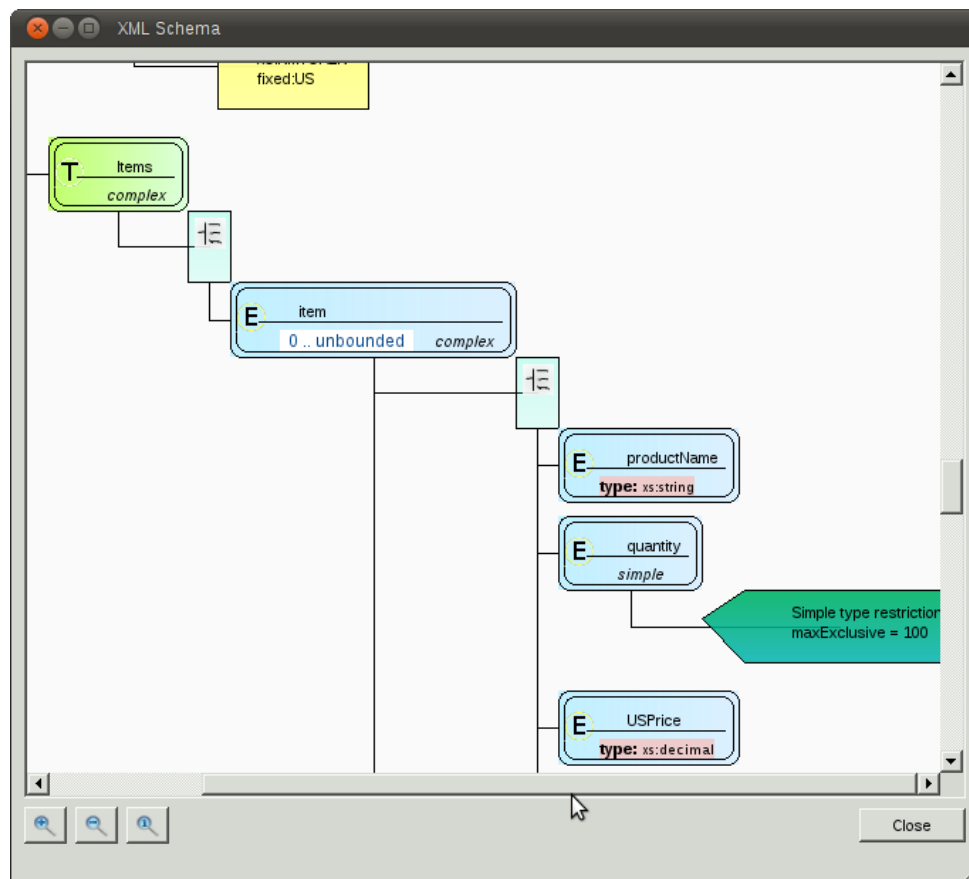 XML Schema
fixed:US
T
Items
complex
E
item
0 .. unbounded
complex
E
productName
type: xs:string
E
quantity
simple
Simple type restriction
maxExclusive = 100
E
USPrice
type: xs:decimal
Close